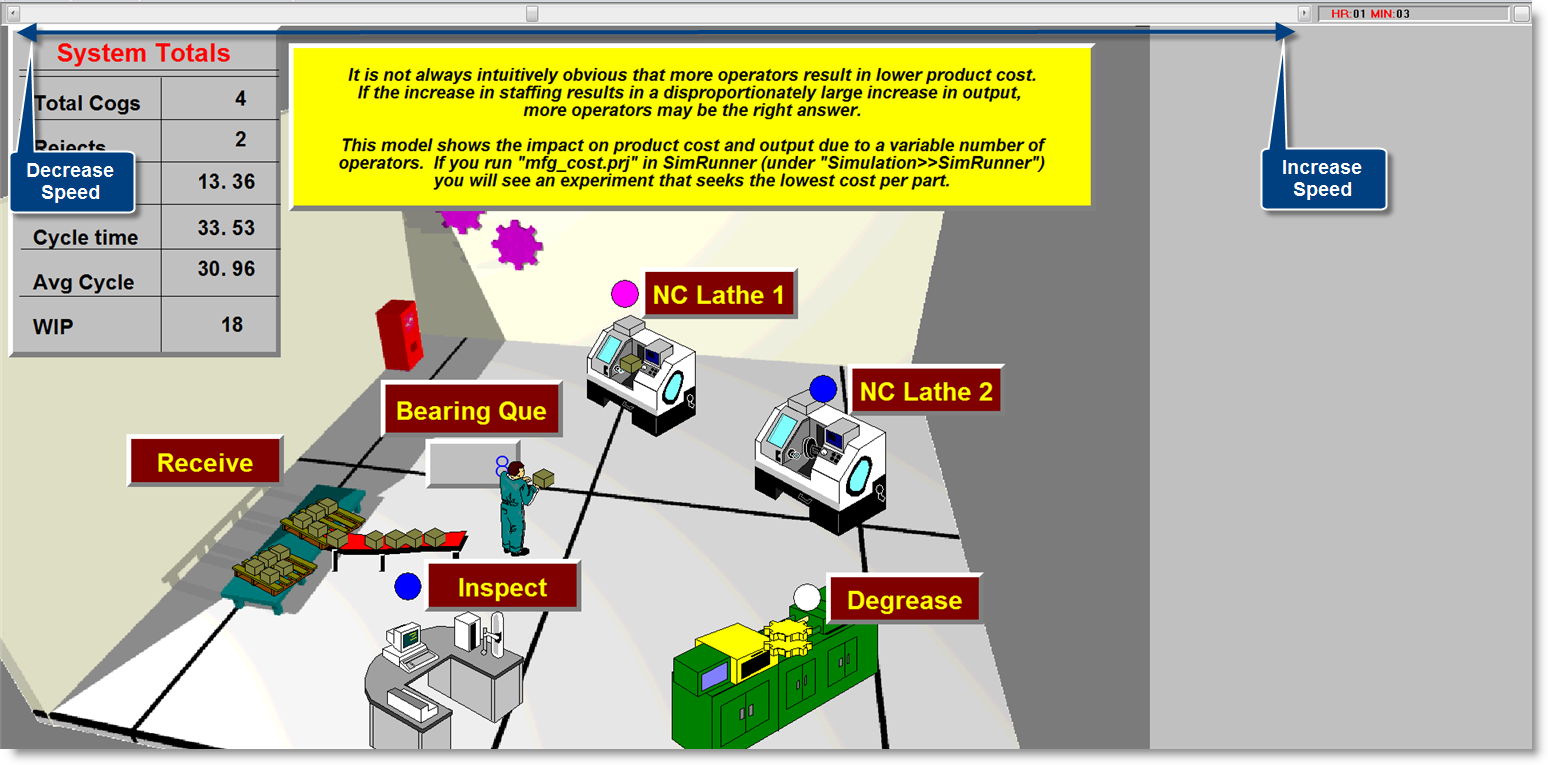 HR:01 MIN:03
System Totals
Total Cogs 4
Rejects 2
13. 36
Cycle time 33. 53
Avg Cycle 30. 96
WIP 18
Decrease
Speed
It is not always intuitively obvious that more operators result in lower product cost.
If the increase in staffing results in a disproportionately large increase in output,
more operators may be the right answer.
This model shows the impact on product cost and output due to a variable number of
operators. If you run "mfg_cost.prj" in SimRunner (under "Simulation>>SimRunner")
you will see an experiment that seeks the lowest cost per part.
Increase
Speed
NC Lathe 1
NC Lathe 2
Bearing Que
Receive
Inspect
Degrease